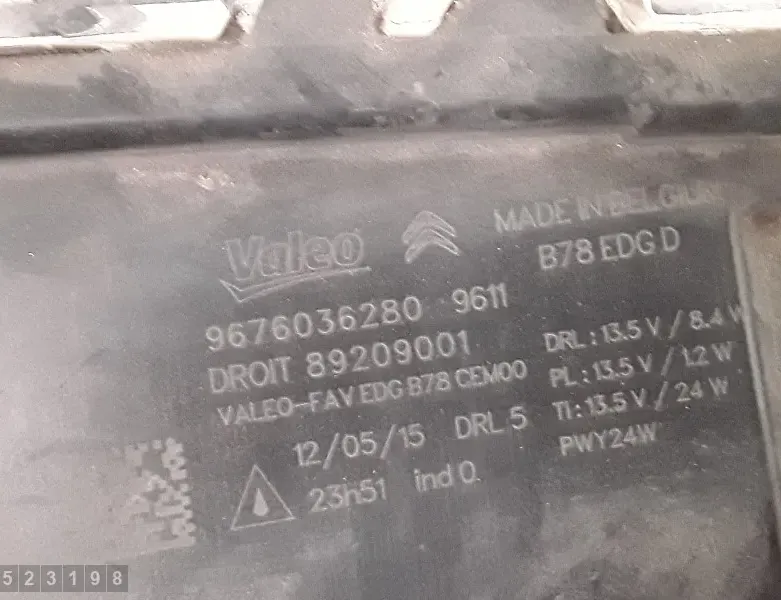 Valeo
MADE IN BELGIUM
B78 EDG D
9676036280 9611
DROIT 89209001
VALEO-FAV EDG B78 CEM00
12/05/15 DRL 5
23h51 ind 0
DRL : 13.5 V / 8.4 W
PL : 13.5 V / 1.2 W
TI : 13.5 V / 24 W
PWY24W
523198